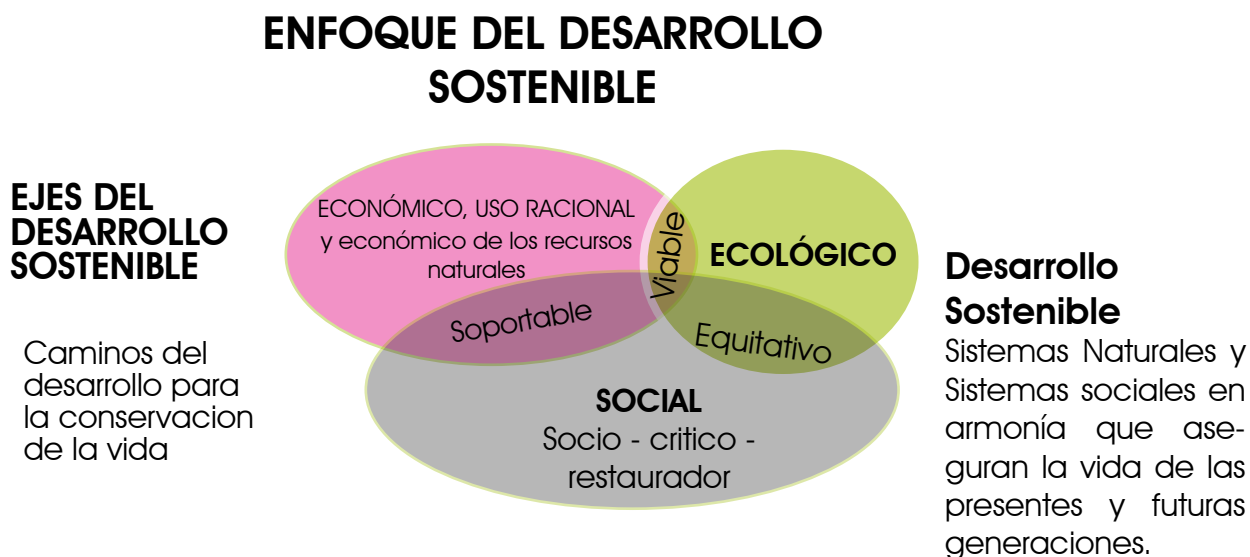 ENFOQUE DEL DESARROLLO
SOSTENIBLE
EJES DEL
DESARROLLO
SOSTENIBLE
Caminos del
desarrollo para
la conservacion
de la vida
ECONÓMICO, USO RACIONAL
y económico de los recursos
naturales
Viable
ECOLÓGICO
Soportable
Equitativo
SOCIAL
Socio - critico -
restaurador
Desarrollo
Sostenible
Sistemas Naturales y
Sistemas sociales en
armonía que ase-
guran la vida de las
presentes y futuras
generaciones.